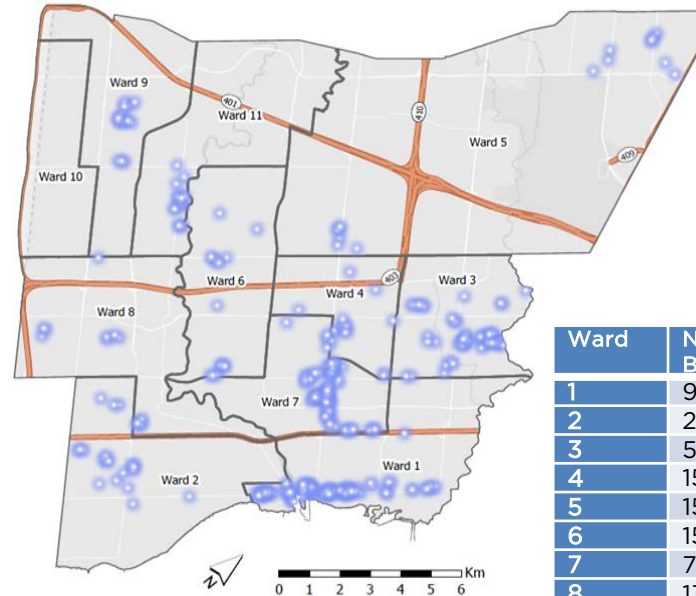 Ward 9
401
Ward 11
410
Ward 5
409
Ward 10
Ward 6
403
Ward 3
Ward 4
Ward 8
Ward 7
Ward 1
Ward 2
N
Km
0 1 2 3 4 5 6
Ward N
B
1 9
2 2
3 5
4 15
5 15
6 15
7 7
8